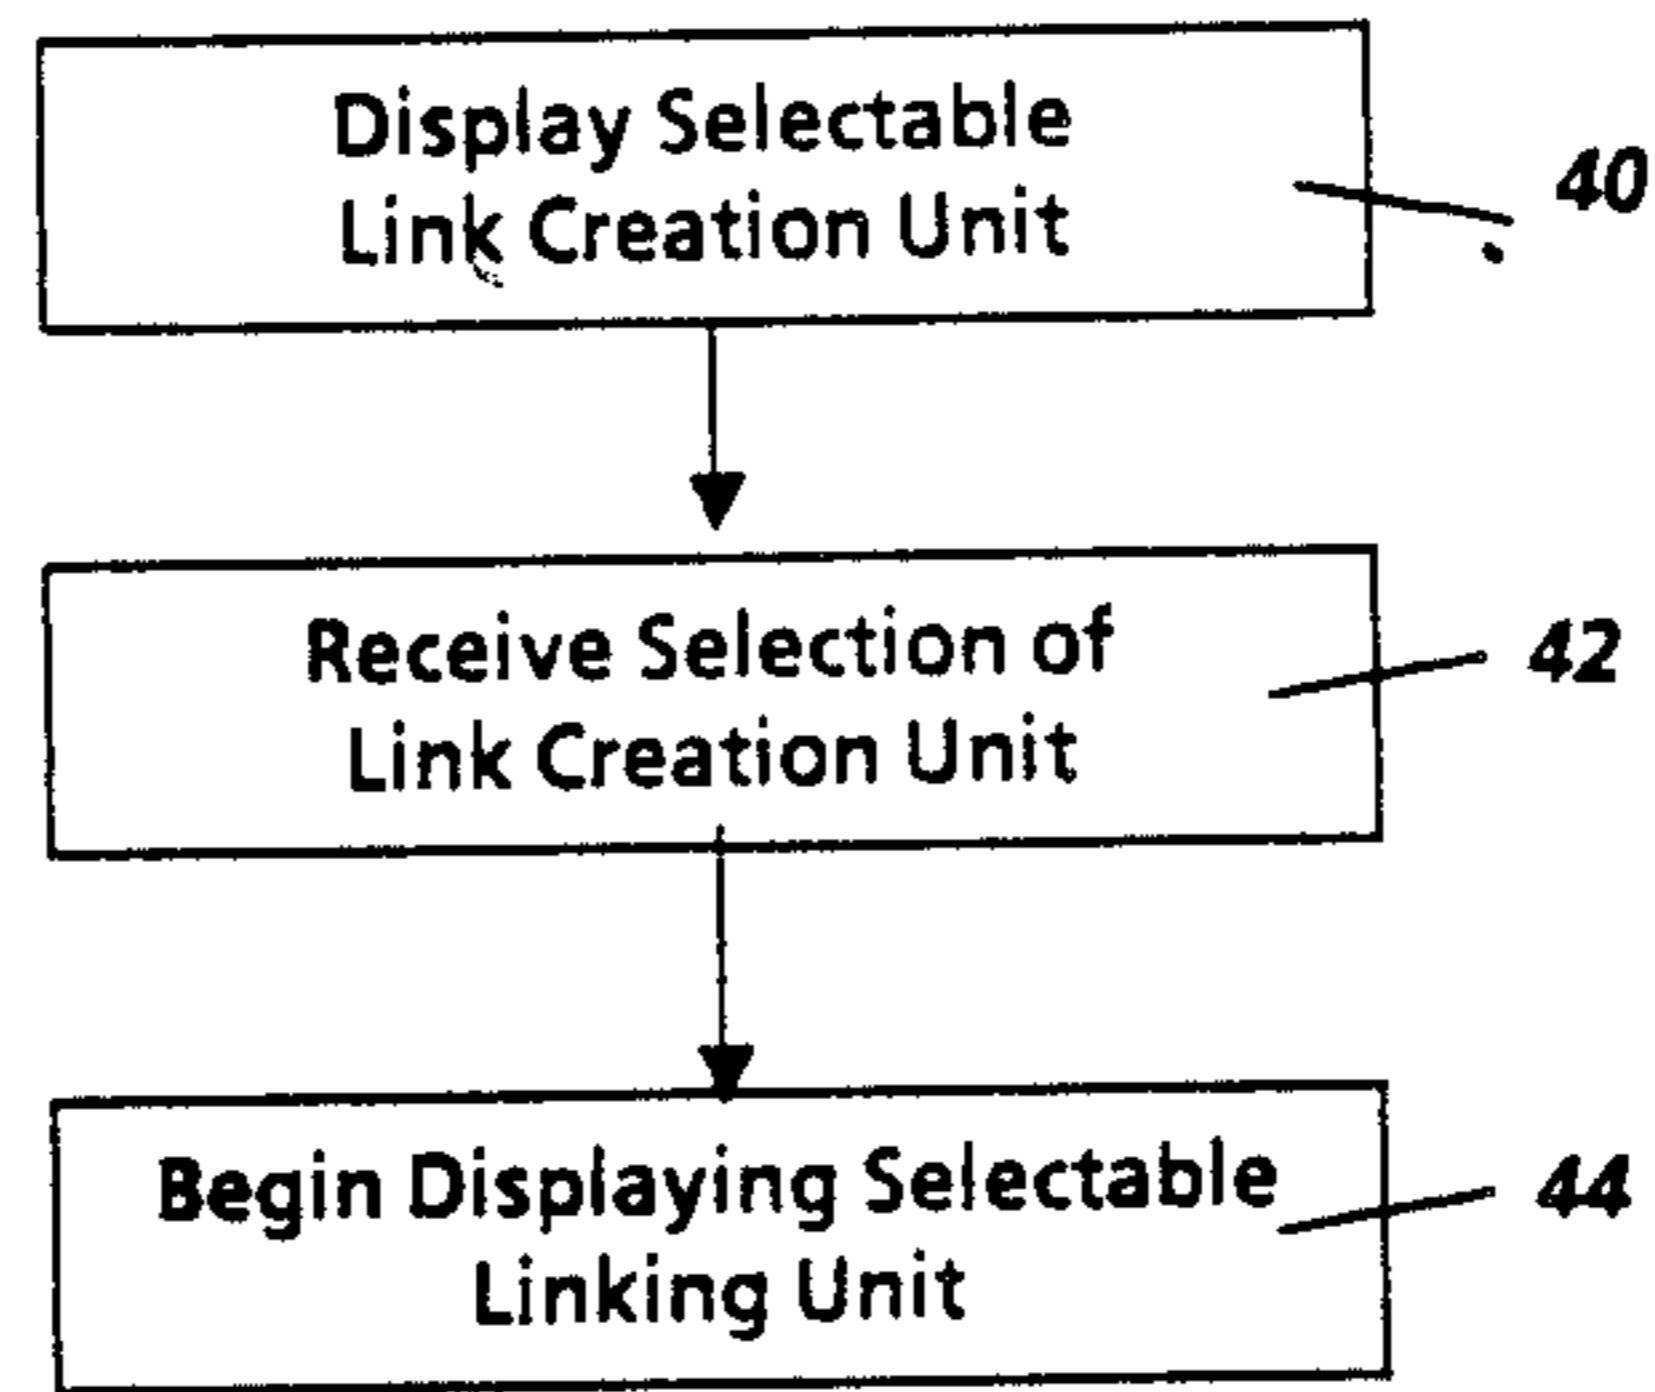 Display Selectable
Link Creation Unit
40
Receive Selection of
Link Creation Unit
42
Begin Displaying Selectable
Linking Unit
44